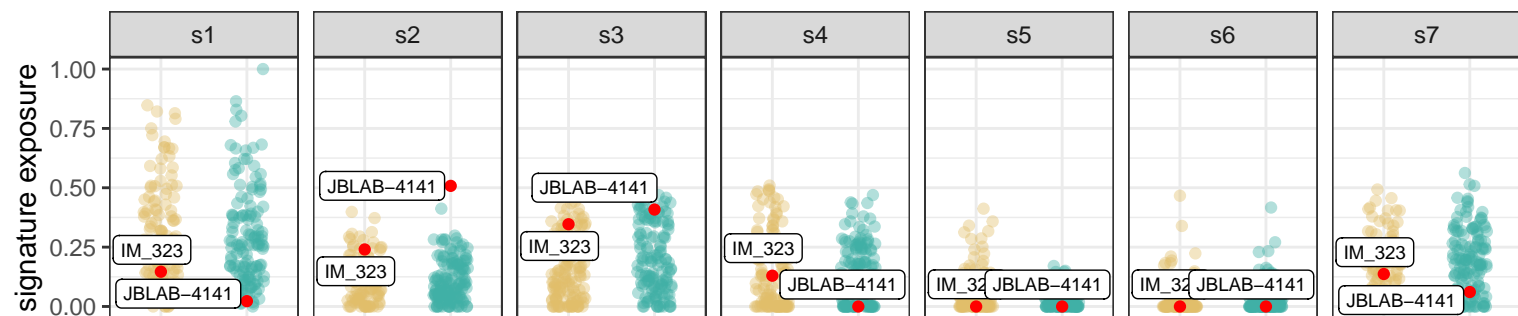 s1 s2 s3 s4 s5 s6 s7
signature exposure
1.00
0.75
0.50
0.25
0.00
IM_323
JBLAB−4141
JBLAB−4141
IM_323
JBLAB−4141
IM_323
IM_323
JBLAB−4141
IM_32
JBLAB−4141
IM_32
JBLAB−4141
IM_323
JBLAB−4141